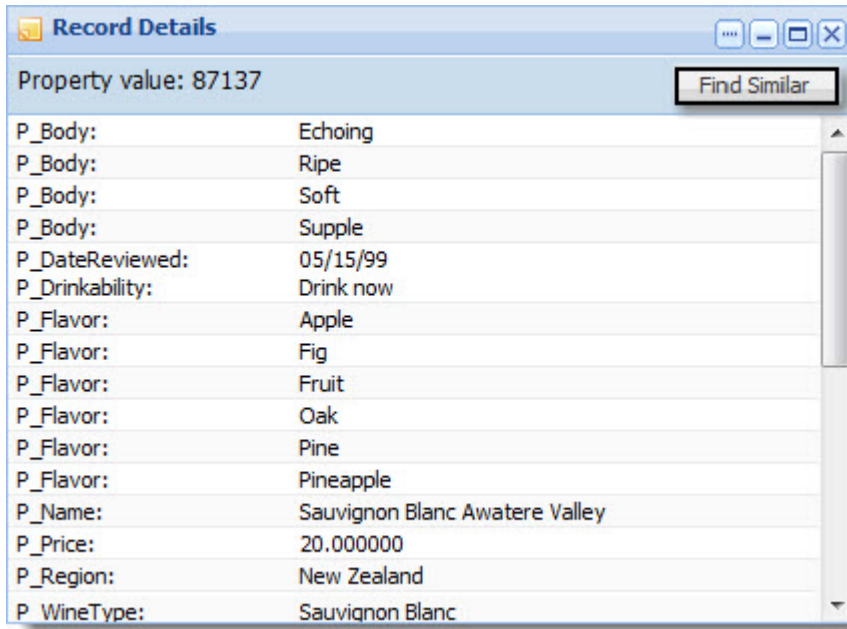 Record Details
Property value: 87137
Find Similar
P_Body: Echoing
P_Body: Ripe
P_Body: Soft
P_Body: Supple
P_DateReviewed: 05/15/99
P_Drinkability: Drink now
P_Flavor: Apple
P_Flavor: Fig
P_Flavor: Fruit
P_Flavor: Oak
P_Flavor: Pine
P_Flavor: Pineapple
P_Name: Sauvignon Blanc Awatere Valley
P_Price: 20.000000
P_Region: New Zealand
P_WineType: Sauvignon Blanc